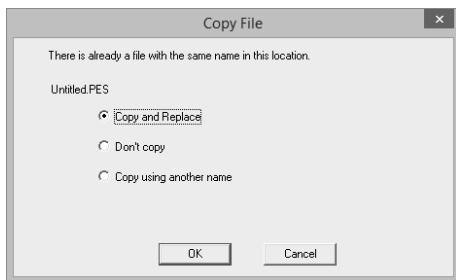 Copy File
There is already a file with the same name in this location.
Untitled.PES
Copy and Replace
Don't copy
Copy using another name
OK Cancel